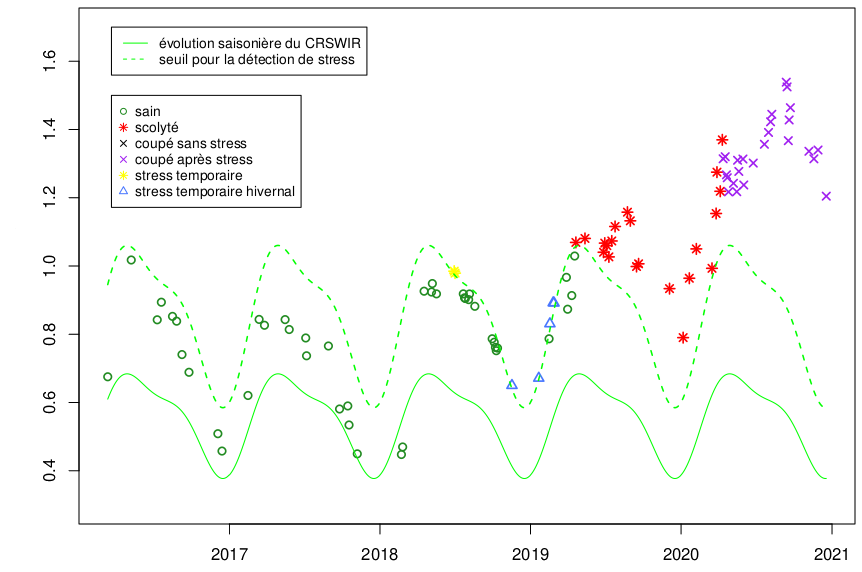 évolution saisonière du CRSWIR
seuil pour la détection de stress
sain
scolyté
coupé sans stress
coupé après stress
stress temporaire
stress temporaire hivernal
1.6
1.4
1.2
1.0
0.8
0.6
0.4
2017 2018 2019 2020 2021